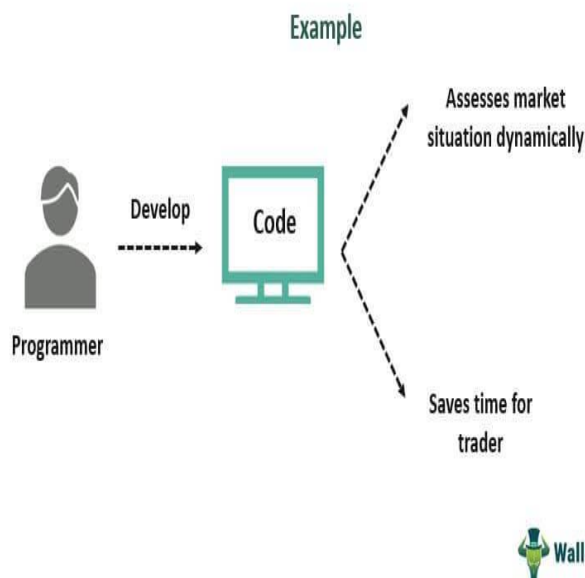 Example
Assesses market
situation dynamically
Develop
Code
Programmer
Saves time for
trader
Wall